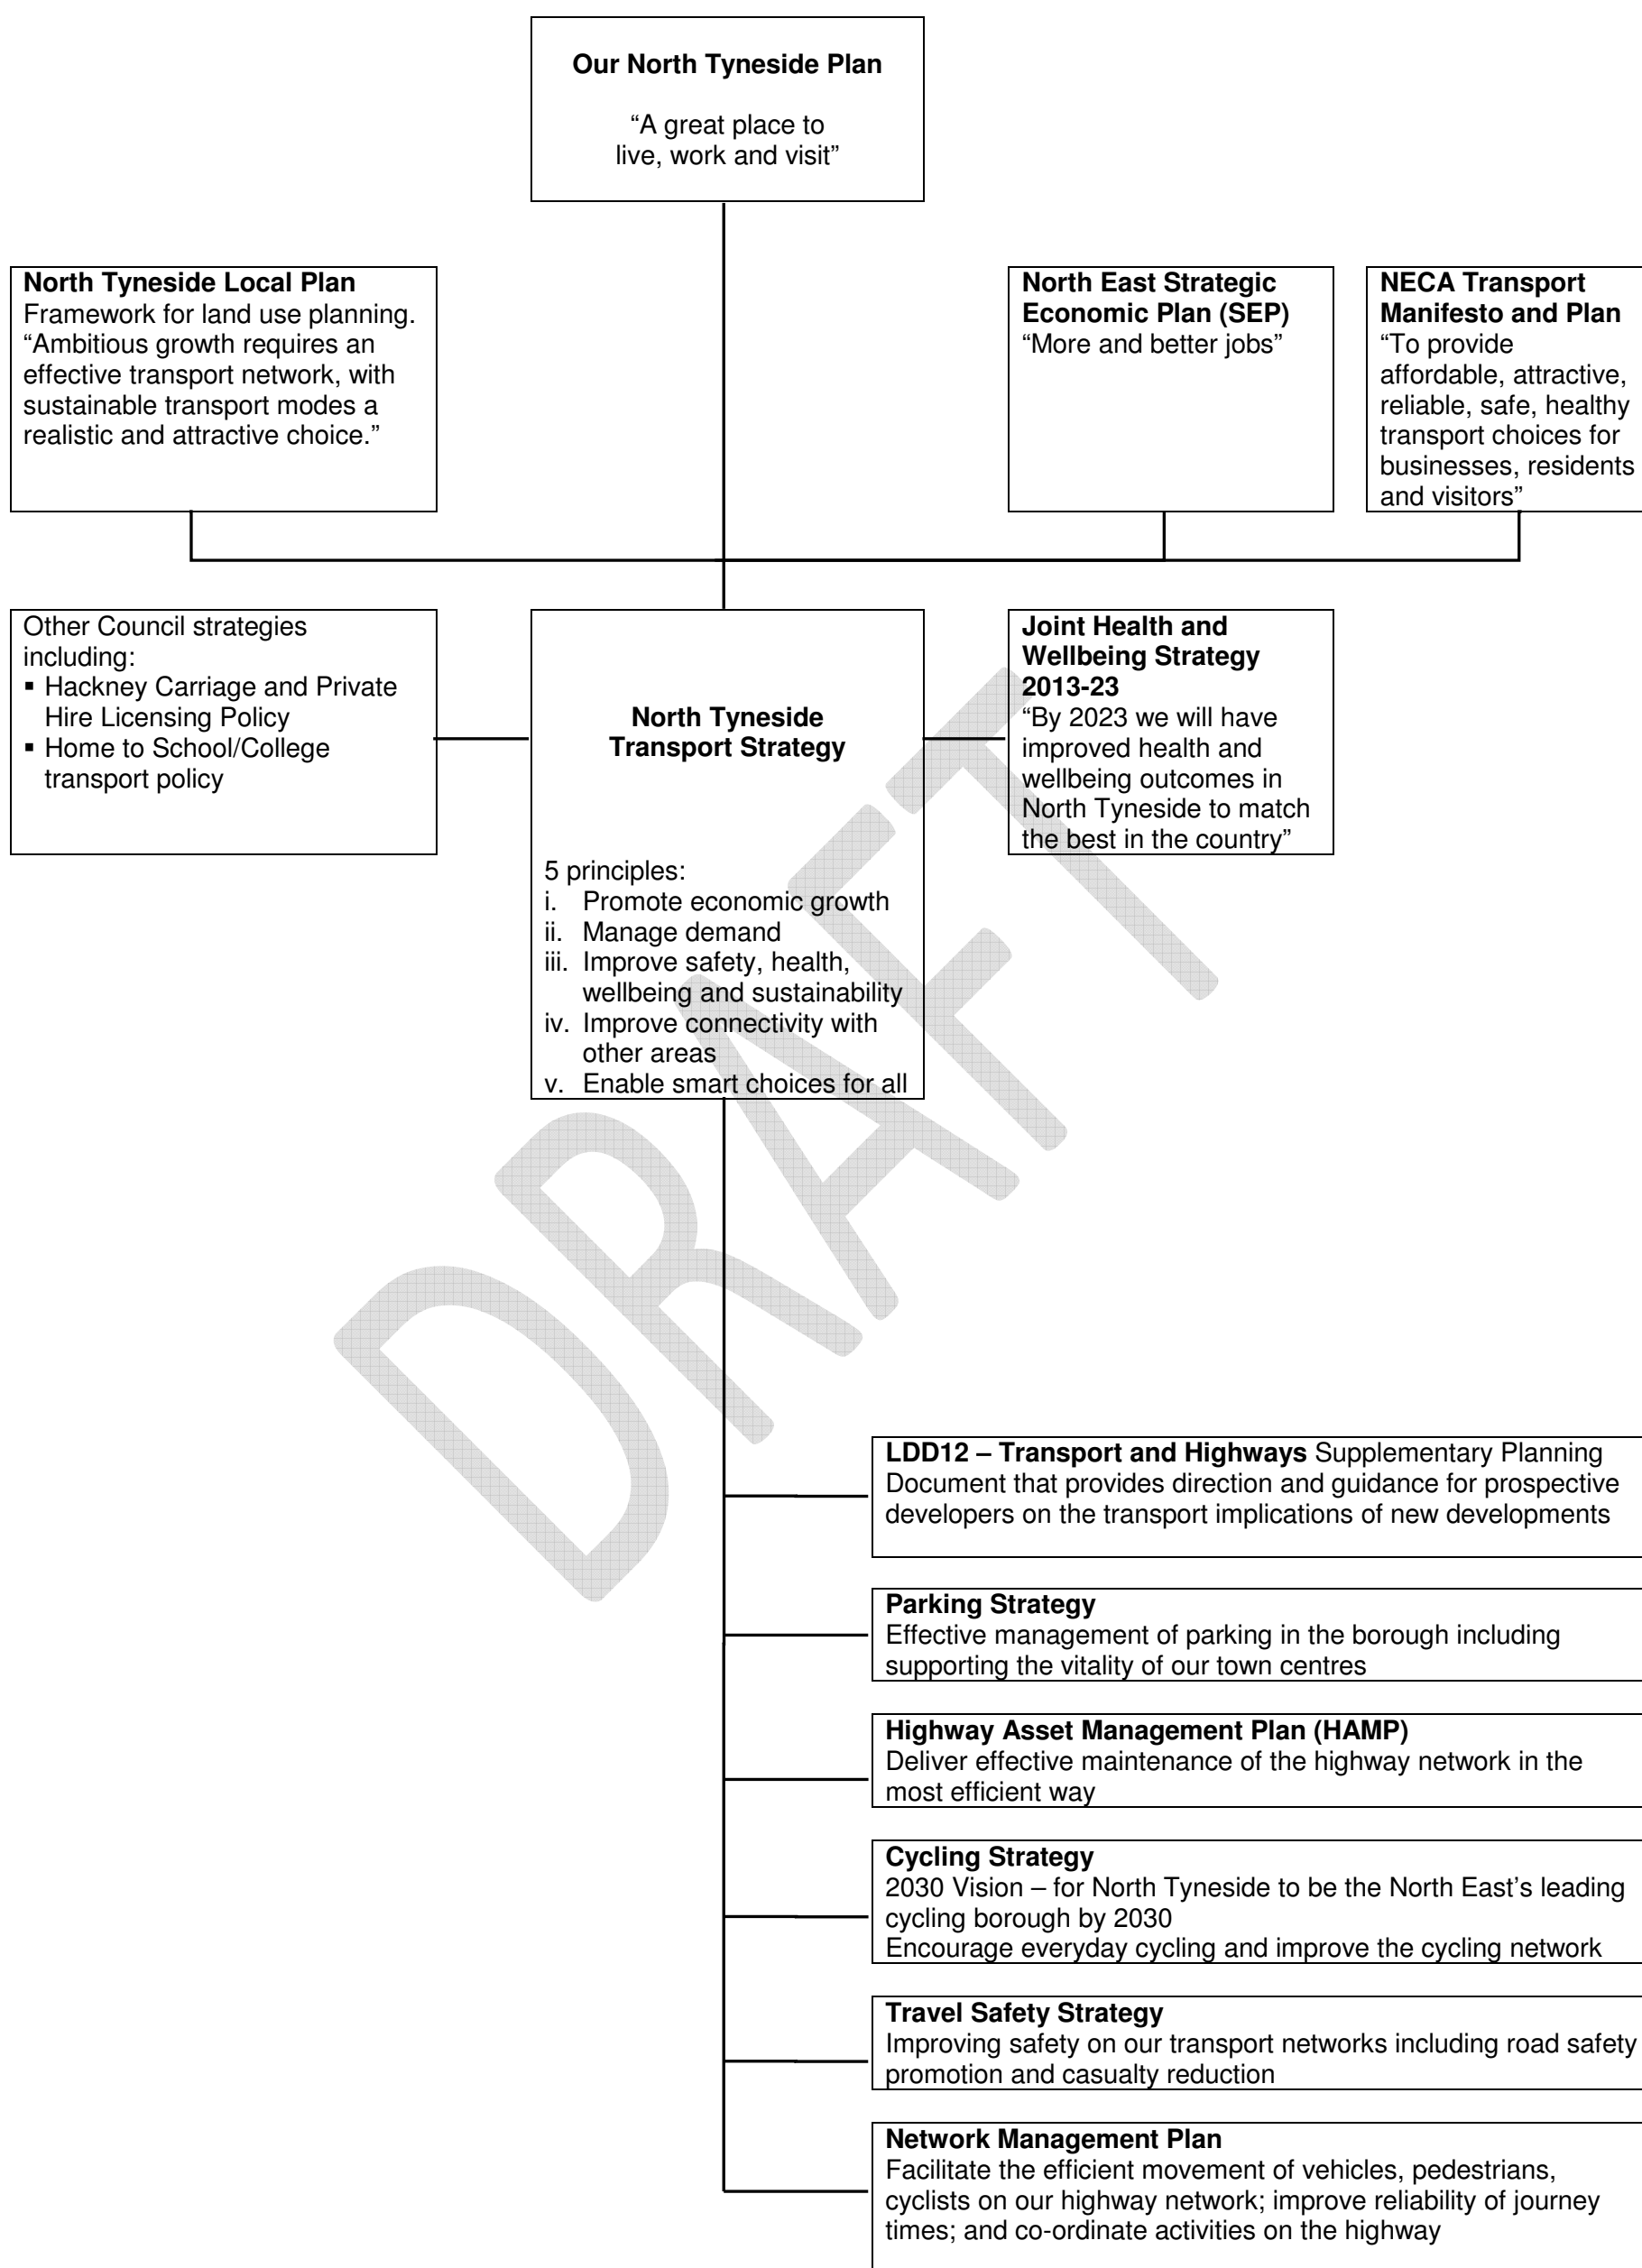 Our North Tyneside Plan
“A great place to
live, work and visit”
North Tyneside Local Plan
Framework for land use planning.
“Ambitious growth requires an
effective transport network, with
sustainable transport modes a
realistic and attractive choice.”
North East Strategic
Economic Plan (SEP)
“More and better jobs”
NECA Transport
Manifesto and Plan
“To provide
affordable, attractive,
reliable, safe, healthy
transport choices for
businesses, residents
and visitors”
Other Council strategies
including:
▪ Hackney Carriage and Private
Hire Licensing Policy
▪ Home to School/College
transport policy
North Tyneside
Transport Strategy
5 principles:
i. Promote economic growth
ii. Manage demand
iii. Improve safety, health,
wellbeing and sustainability
iv. Improve connectivity with
other areas
v. Enable smart choices for all
Joint Health and
Wellbeing Strategy
2013-23
“By 2023 we will have
improved health and
wellbeing outcomes in
North Tyneside to match
the best in the country”
DRAFT
LDD12 – Transport and Highways Supplementary Planning
Document that provides direction and guidance for prospective
developers on the transport implications of new developments
Parking Strategy
Effective management of parking in the borough including
supporting the vitality of our town centres
Highway Asset Management Plan (HAMP)
Deliver effective maintenance of the highway network in the
most efficient way
Cycling Strategy
2030 Vision – for North Tyneside to be the North East’s leading
cycling borough by 2030
Encourage everyday cycling and improve the cycling network
Travel Safety Strategy
Improving safety on our transport networks including road safety
promotion and casualty reduction
Network Management Plan
Facilitate the efficient movement of vehicles, pedestrians,
cyclists on our highway network; improve reliability of journey
times; and co-ordinate activities on the highway